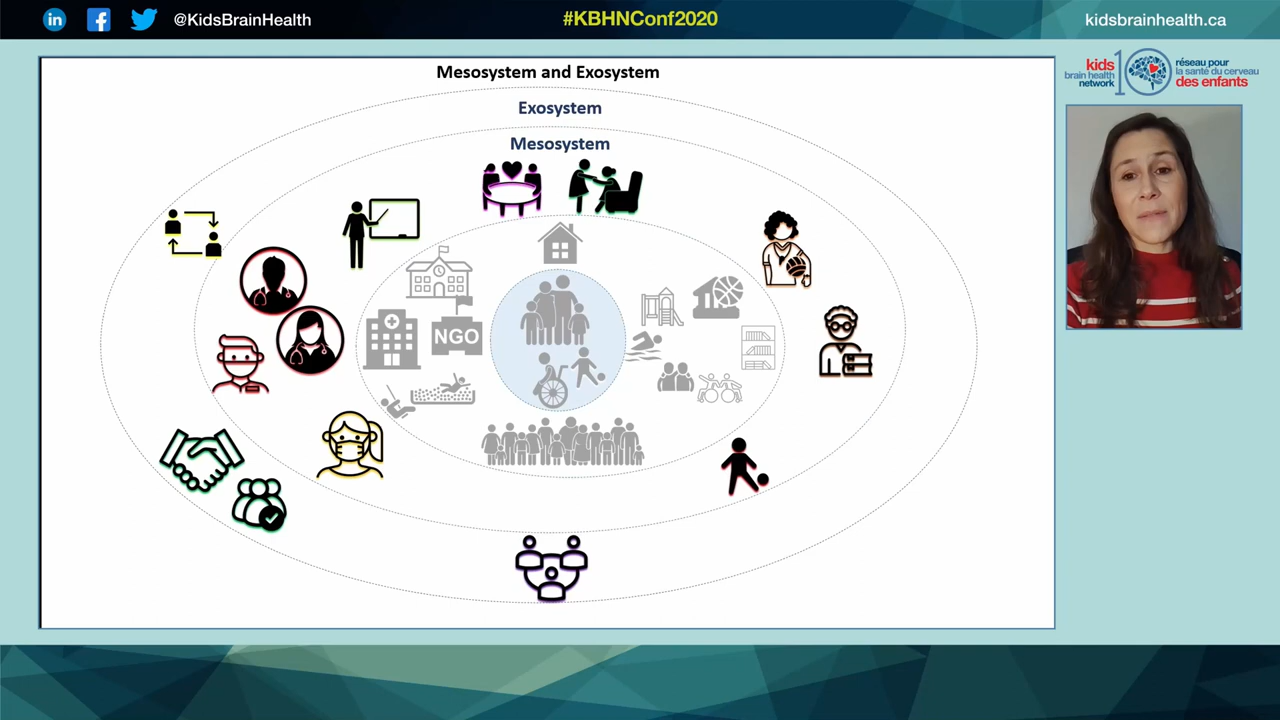 @KidsBrainHealth
#KBHNConf2020
kidsbrainhealth.ca
kids
brain health
network
10
réseau pour
la santé du cerveau
des enfants
Mesosystem and Exosystem
Exosystem
Mesosystem
NGO